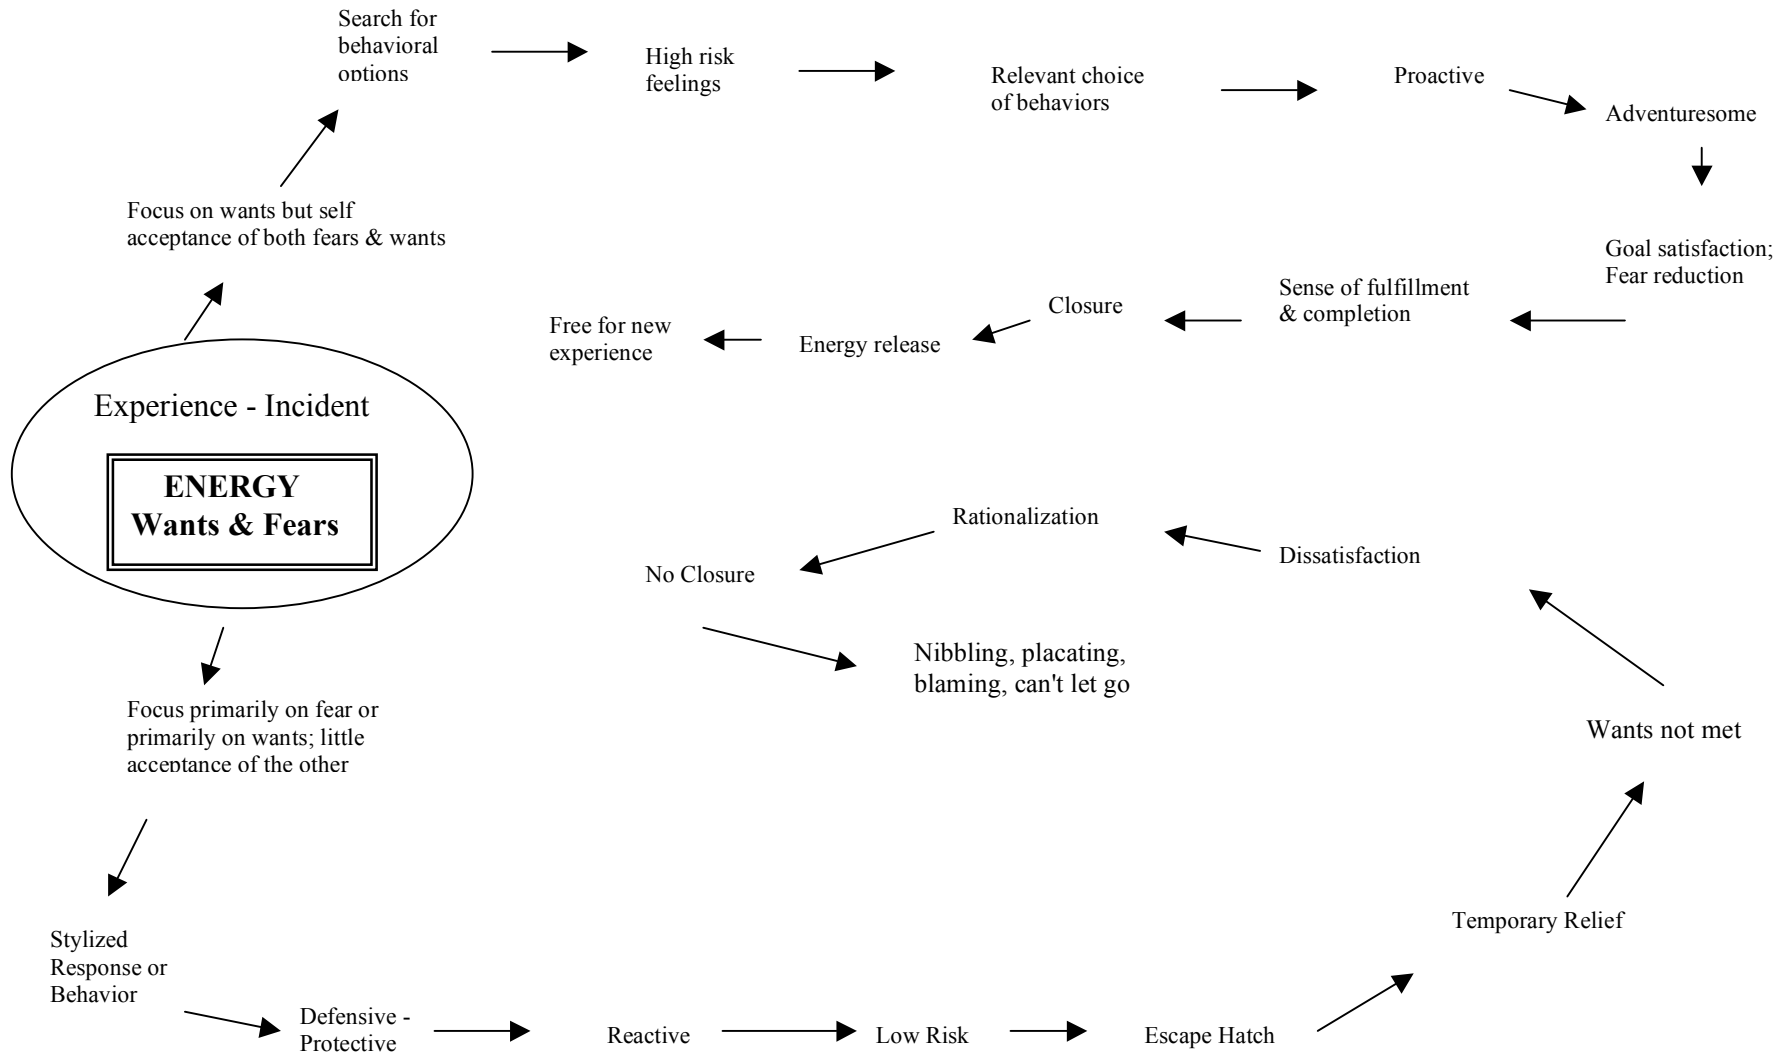 Search for
behavioral
options
High risk
feelings
Relevant choice
of behaviors
Proactive
Adventuresome
Focus on wants but self
acceptance of both fears & wants
Goal satisfaction;
Fear reduction
Sense of fulfillment
& completion
Closure
Energy release
Free for new
experience
Experience - Incident
ENERGY
Wants & Fears
Focus primarily on fear or
primarily on wants; little
acceptance of the other
Stylized
Response or
Behavior
Defensive -
Protective
Reactive
Low Risk
Escape Hatch
Temporary Relief
Wants not met
Dissatisfaction
Rationalization
No Closure
Nibbling, placating,
blaming, can't let go